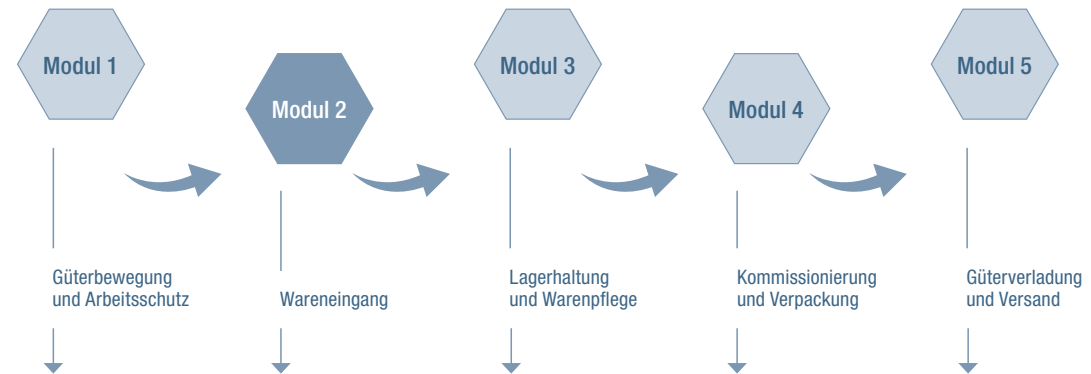 Modul 1
Modul 2
Modul 3
Modul 4
Modul 5
Güterbewegung
und Arbeitsschutz
Wareneingang
Lagerhaltung
und Warenpflege
Kommissionierung
und Verpackung
Güterverladung
und Versand